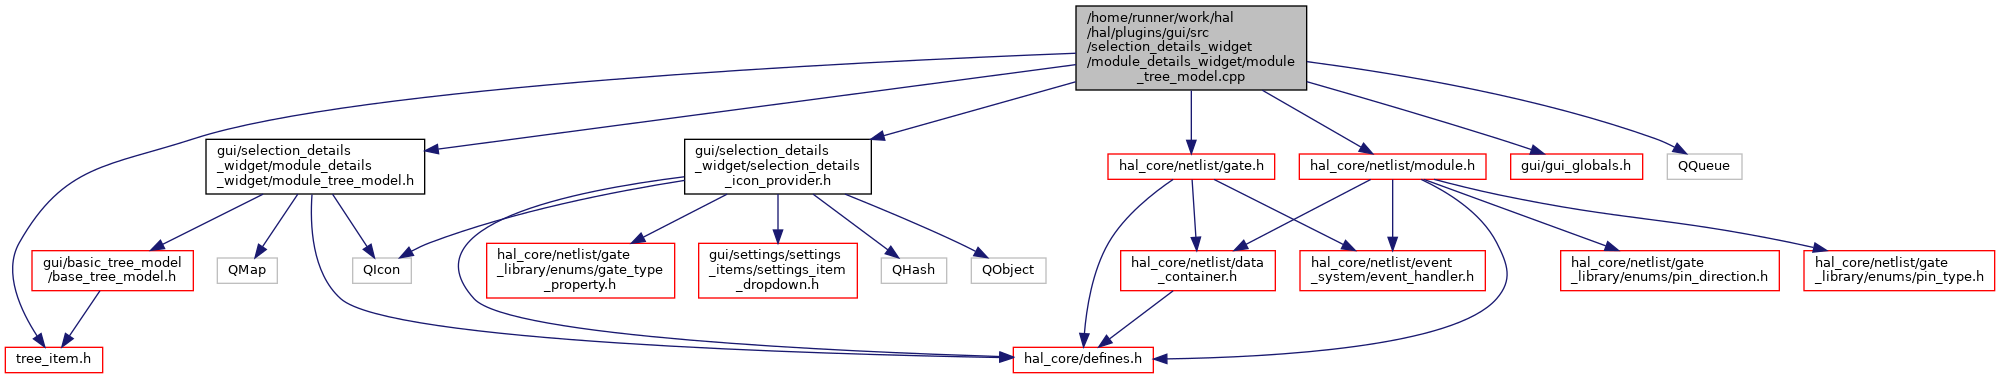 /home/runner/work/hal
/hal/plugins/gui/src
/selection_details_widget
/module_details_widget/module
_tree_model.cpp
gui/selection_details
_widget/module_details
_widget/module_tree_model.h
gui/selection_details
_widget/selection_details
_icon_provider.h
hal_core/netlist/gate.h
hal_core/netlist/module.h
gui/gui_globals.h
QQueue
gui/basic_tree_model
/base_tree_model.h
QMap
QIcon
hal_core/netlist/gate
_library/enums/gate_type
_property.h
gui/settings/settings
_items/settings_item
_dropdown.h
QHash
QObject
hal_core/netlist/data
_container.h
hal_core/netlist/event
_system/event_handler.h
hal_core/netlist/gate
_library/enums/pin_direction.h
hal_core/netlist/gate
_library/enums/pin_type.h
tree_item.h
hal_core/defines.h